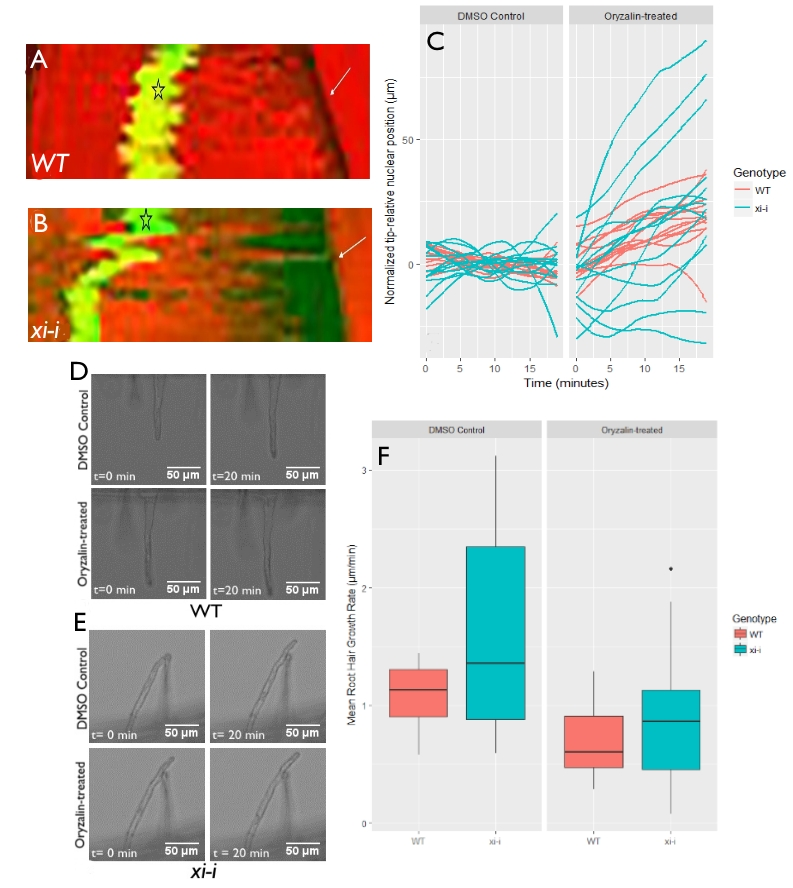 A
WT
B
xi-i
C
DMSO Control
Oryzalin-treated
Normalized tip-relative nuclear position (μm)
50
0
0
5
10
15
0
5
10
15
Time (minutes)
Genotype
WT
xi-i
D
DMSO Control
t=0 min
50 μm
t=20 min
50 μm
Oryzalin-treated
t=0 min
50 μm
t=20 min
50 μm
WT
E
DMSO Control
t= 0 min
50 μm
t= 20 min
50 μm
Oryzalin-treated
t= 0 min
50 μm
t = 20 min
50 μm
xi-i
F
DMSO Control
Oryzalin-treated
Mean Root Hair Growth Rate (μm/min)
3
2
1
0
WT
xi-i
WT
xi-i
Genotype
WT
xi-i